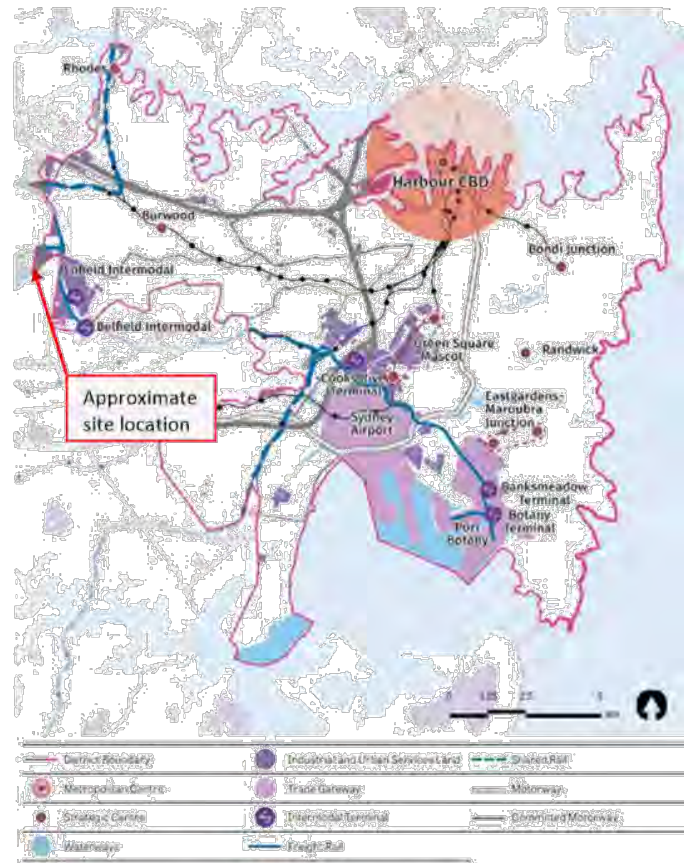 Rhodes
Harbour CBD
Burwood
Bondi Junction
Enfield Intermodal
Belfield Intermodal
Green Square
Mascot
Randwick
Cooks River
Terminal
Approximate
site location
Eastgardens-
Maroubra
Junction
Sydney
Airport
Banksmeadow
Terminal
Botany
Terminal
Port
Botany
0
5
District Boundary
Industrial and Urban Services Land
Shared Rail
Metropolitan Centre
Trade Gateway
Motorway
Strategic Centre
Intermodal Terminal
Committed Motorway
Waterways
Freight Rail